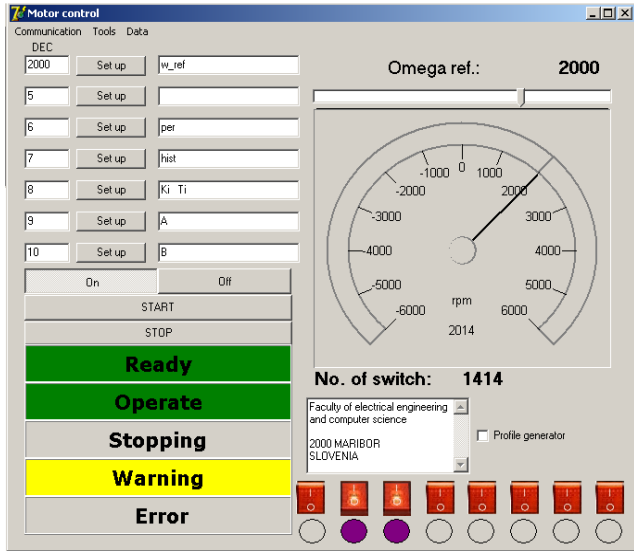 Motor control
Communication Tools Data
DEC
2000 Set up w_ref
5 Set up
6 Set up per
7 Set up hist
8 Set up Ki Ti
9 Set up A
10 Set up B
On Off
START
STOP
Ready
Operate
Stopping
Warning
Error
Omega ref.: 2000
-1000 0 1000
-2000 2000
-3000 3000
-4000 4000
-5000 5000
-6000 rpm 6000
2014
No. of switch: 1414
Faculty of electrical engineering
and computer science
2000 MARIBOR
SLOVENIA
Profile generator